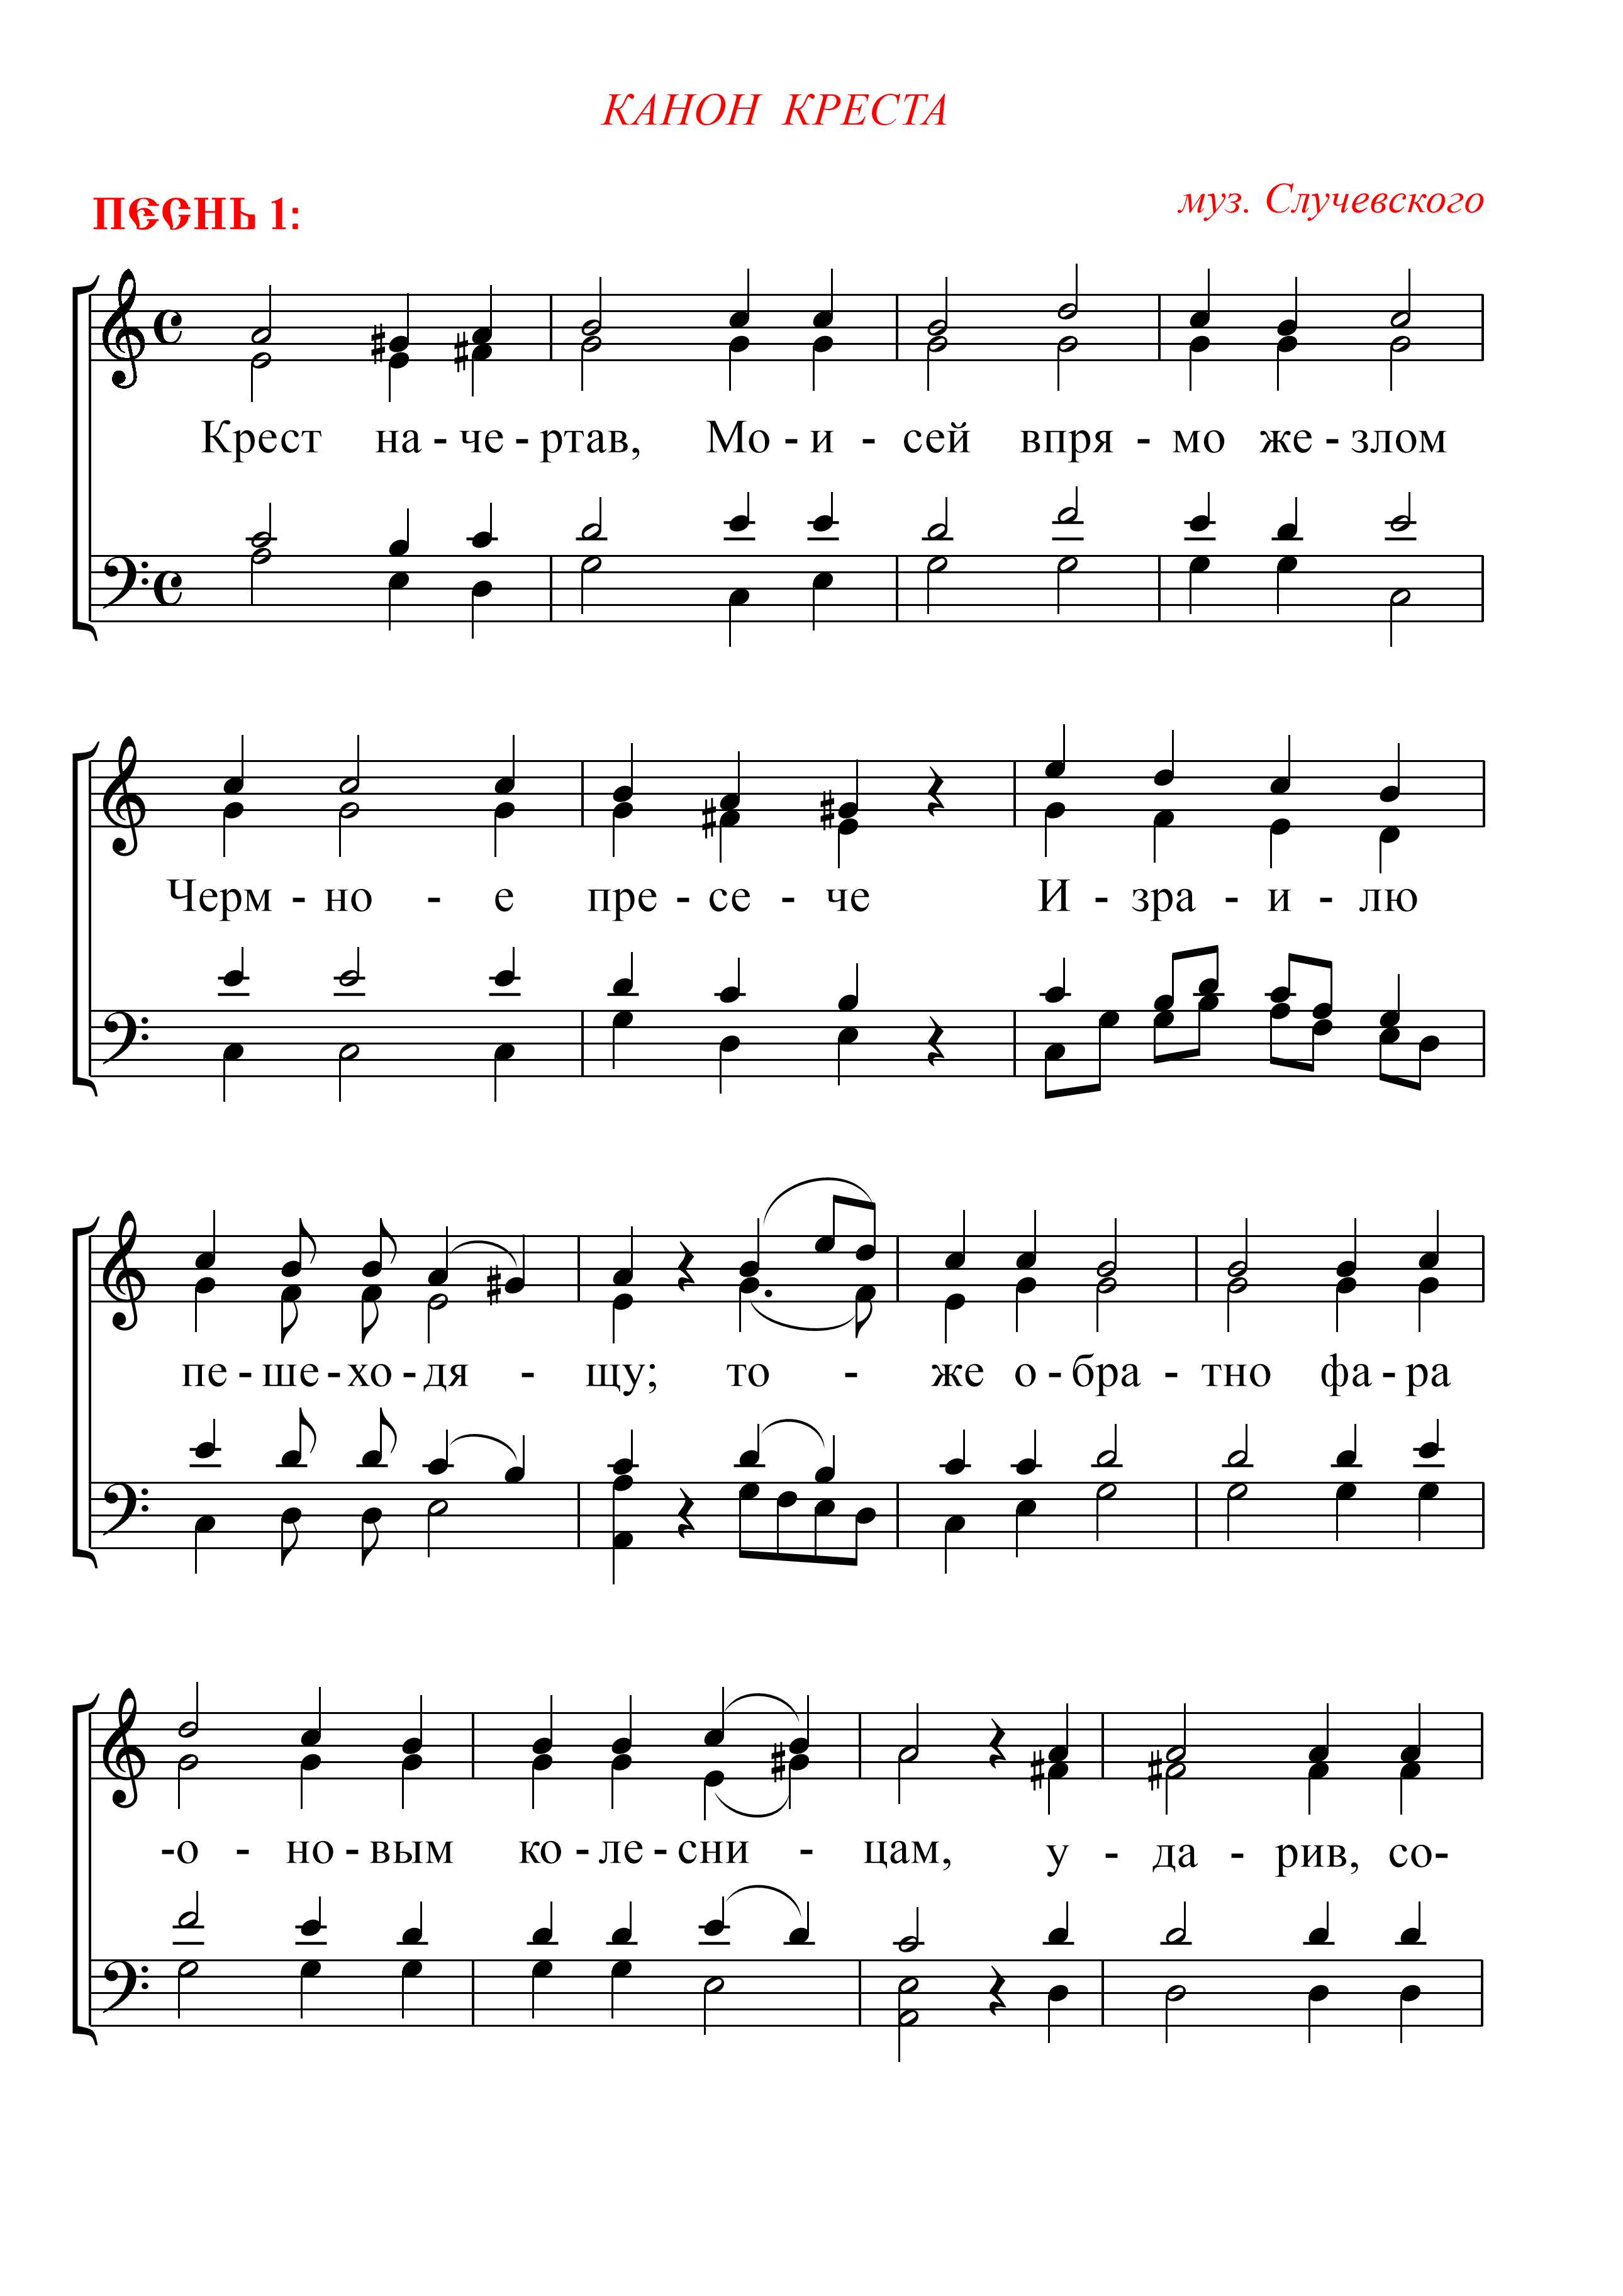 КАНОН КРЕСТА
муз. Случевского
ПЕСНЬ 1:
Крест на - че - ртав, Мо - и - сей впря - мо же - злом
Черм - но - е пре - се - че И - зра - и - лю
пе - ше - хо - дя - щу; то - же о - бра - тно фа - ра
-о - но - вым ко - ле - сни - цам, у - да - рив, со-